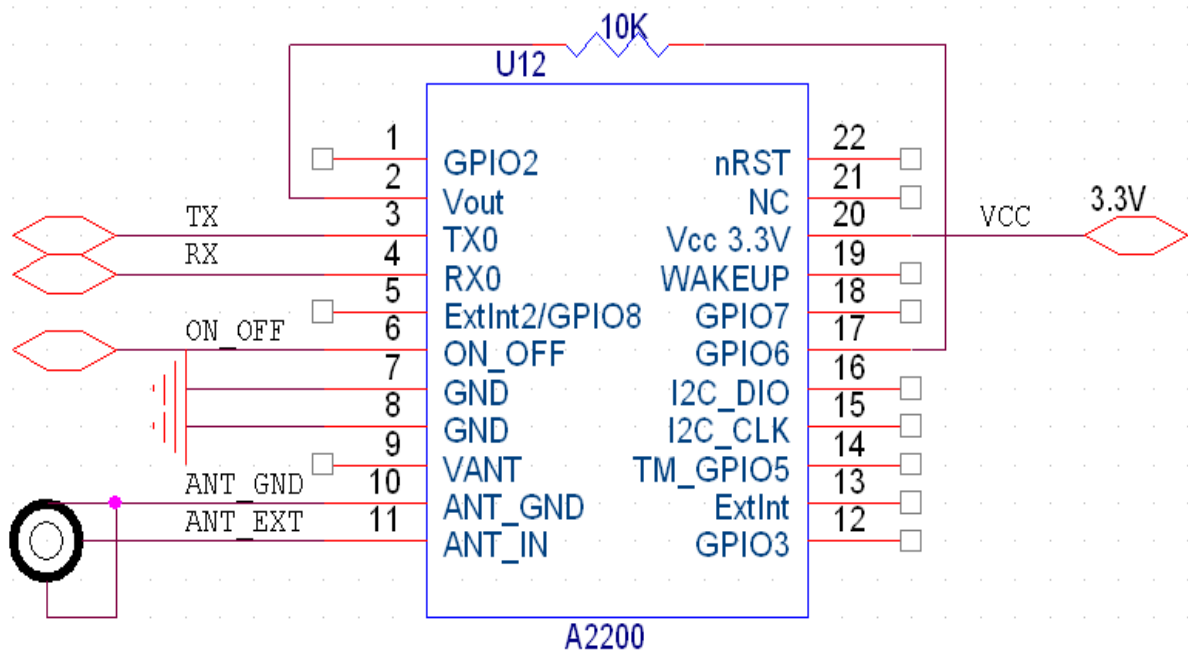 10K
U12
1
GPIO2
2
Vout
TX
3
TX0
RX
4
RX0
5
ExtInt2/GPIO8
ON_OFF
6
ON_OFF
7
GND
8
GND
9
VANT
ANT_GND
10
ANT_GND
ANT_EXT
11
ANT_IN
22
nRST
21
NC
20
Vcc 3.3V
VCC
3.3V
19
WAKEUP
18
GPIO7
17
GPIO6
16
I2C_DIO
15
I2C_CLK
14
TM_GPIO5
13
ExtInt
12
GPIO3
A2200